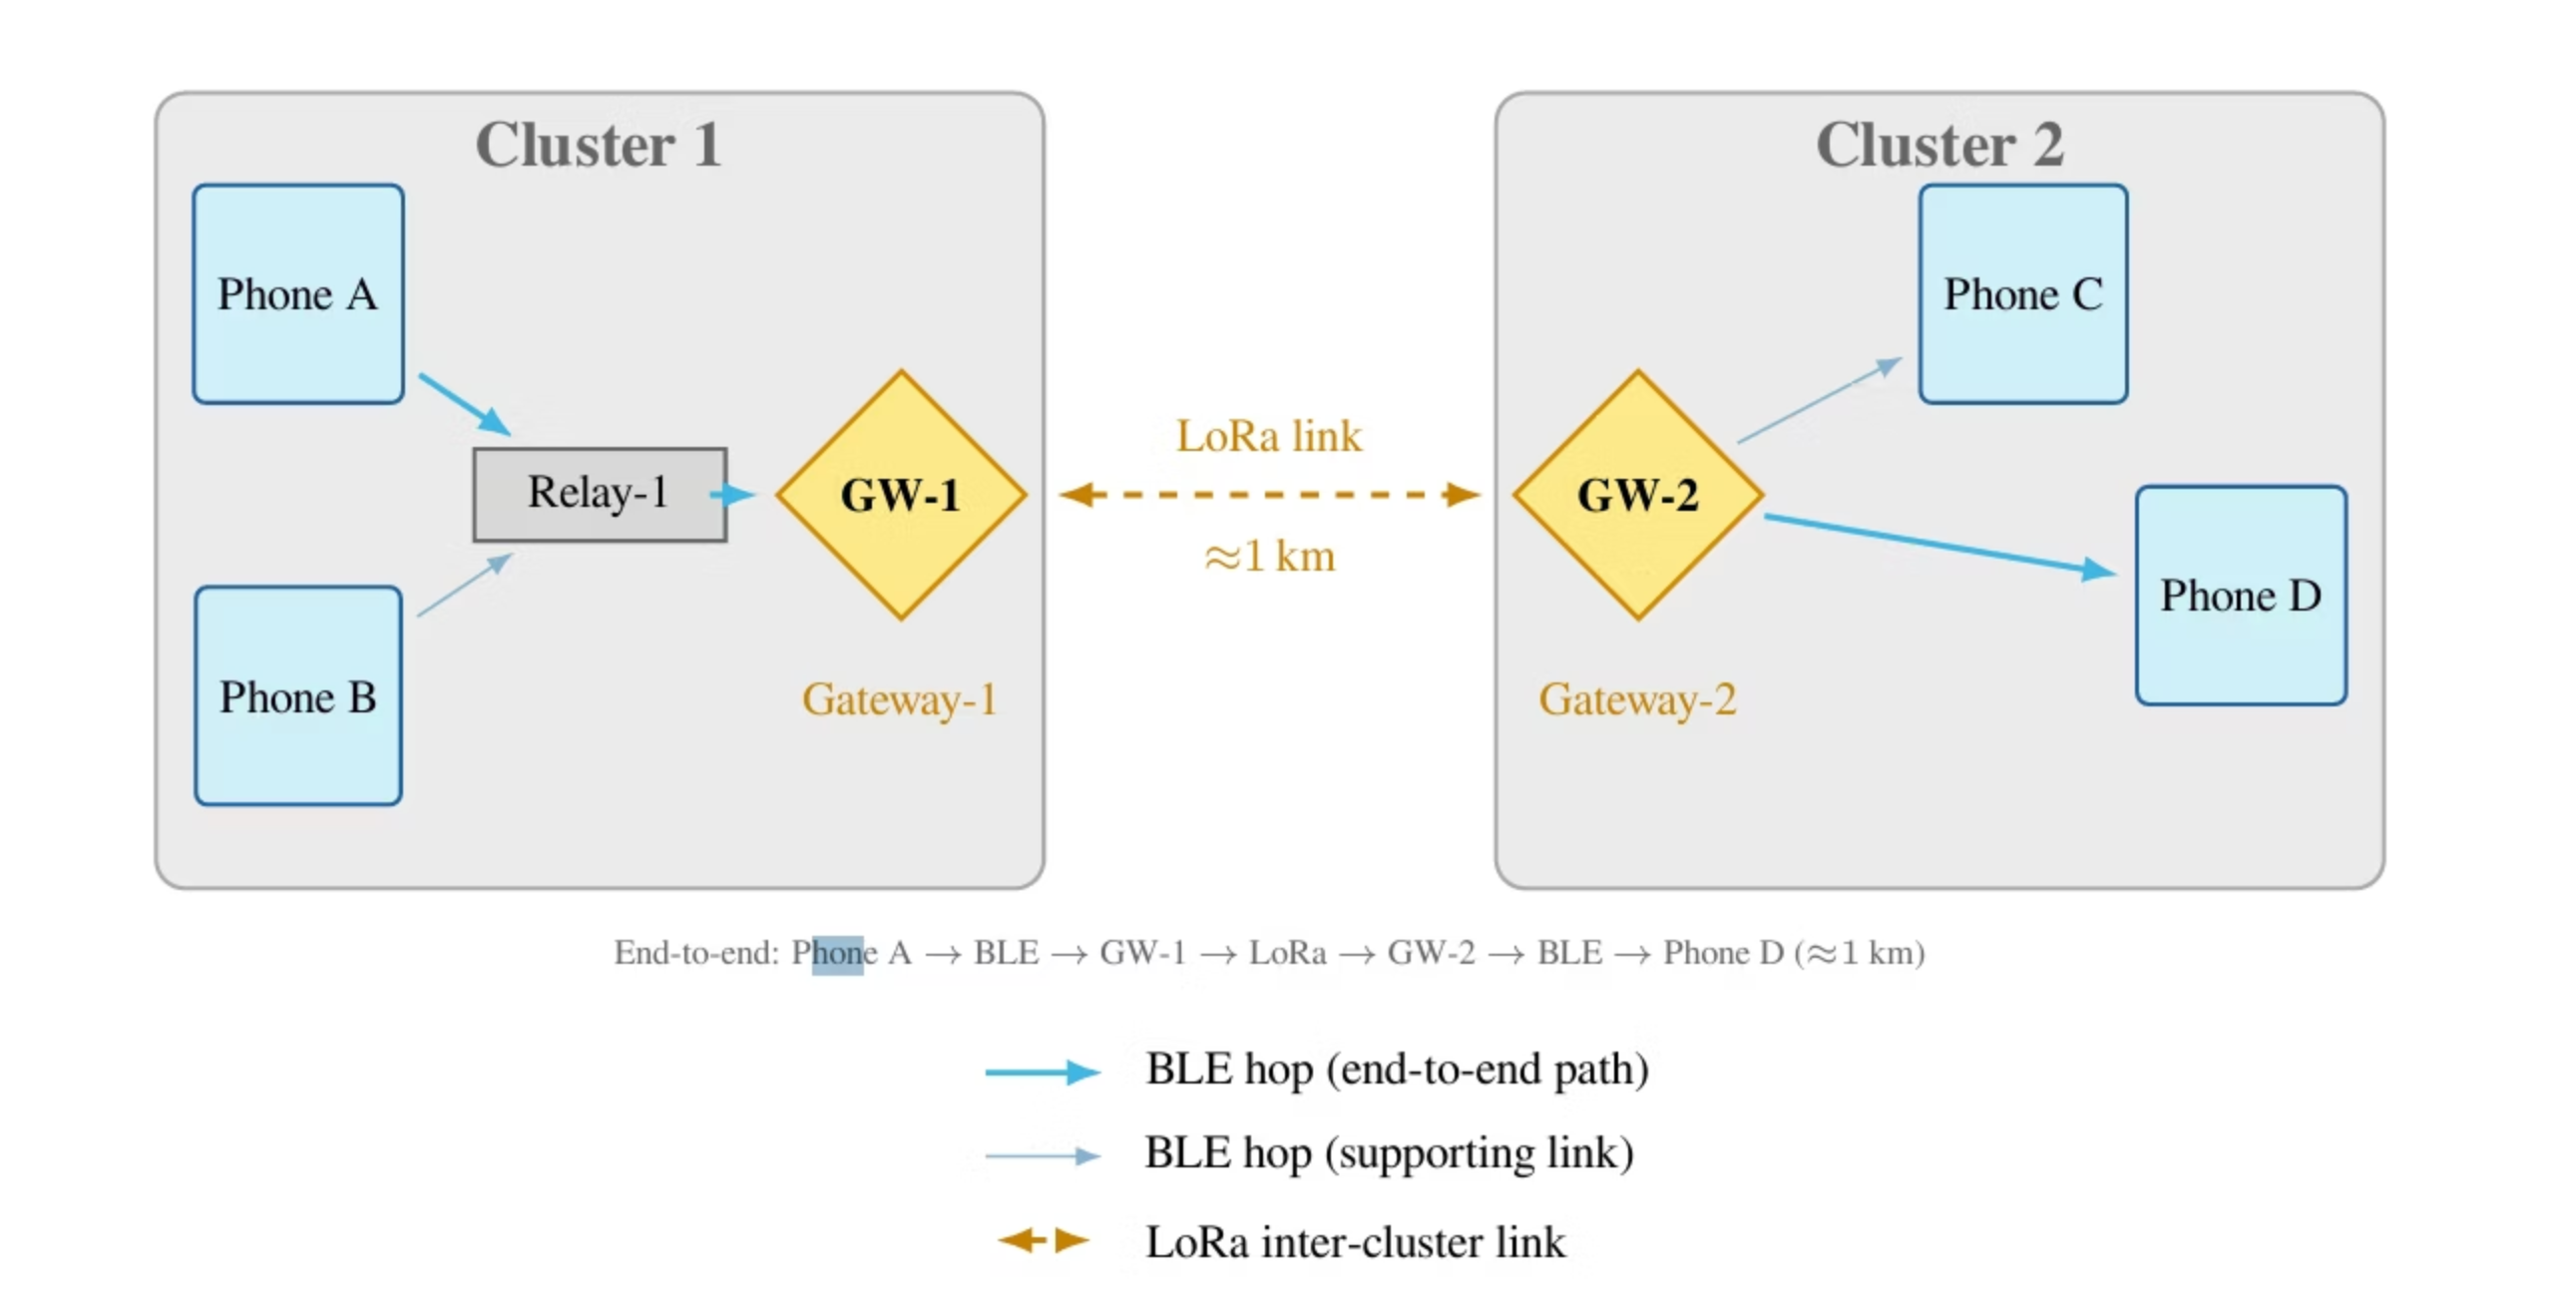 Cluster 1
Phone A
Relay-1
GW-1
Phone B
Gateway-1
LoRa link
≈1 km
Cluster 2
Phone C
GW-2
Phone D
Gateway-2
End-to-end: Phone A → BLE → GW-1 → LoRa → GW-2 → BLE → Phone D (≈1 km)
BLE hop (end-to-end path)
BLE hop (supporting link)
LoRa inter-cluster link